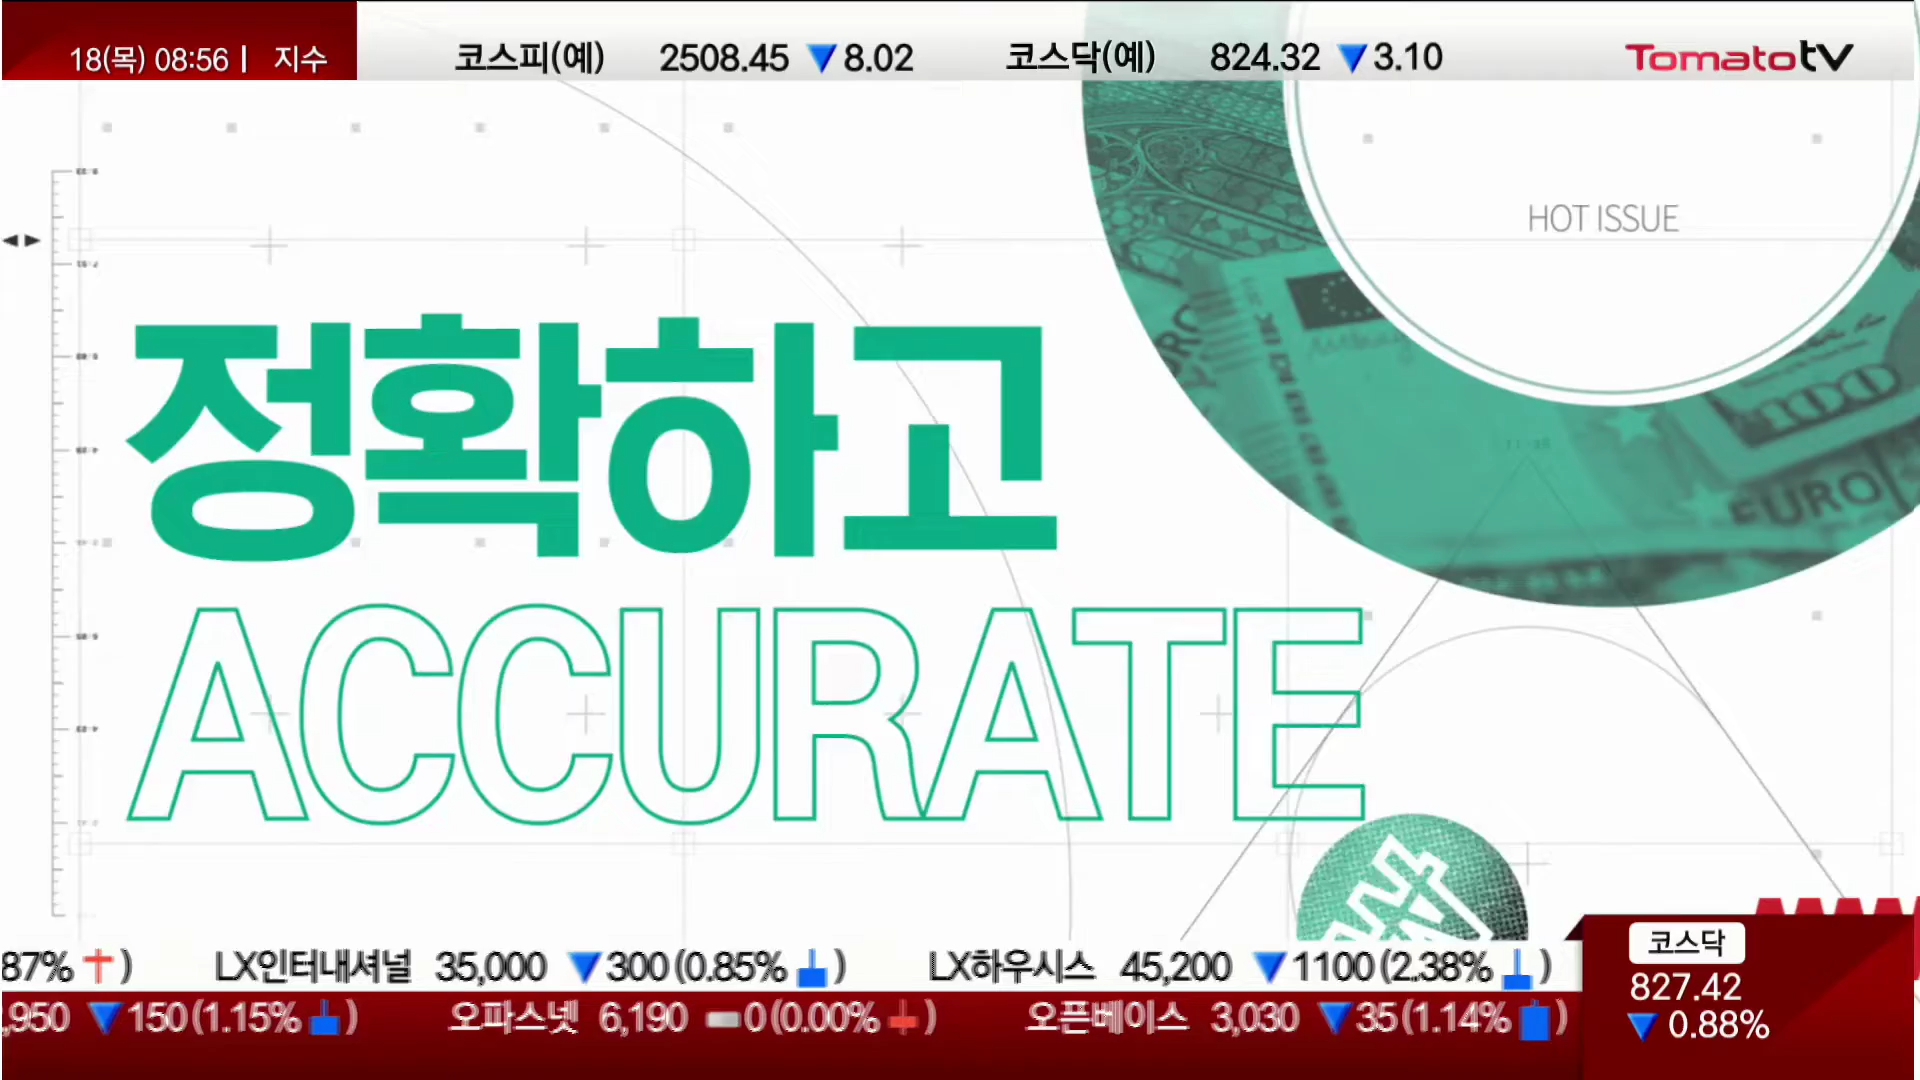 18(목) 08:56 | 지수 코스피(예) 2508.45 ▼8.02 코스닥(예) 824.32 ▼3.10 Tomatotv
HOT ISSUE
정확하고
ACCURATE
EURO
100
EURO
코스닥
827.42
▼ 0.88%
87% ) LX인터내셔널 35,000 ▼300(0.85% ) LX하우시스 45,200 ▼1100(2.38% )
,950 ▼150(1.15% ) 오파스넷 6,190 0(0.00% ) 오픈베이스 3,030 ▼35(1.14% )